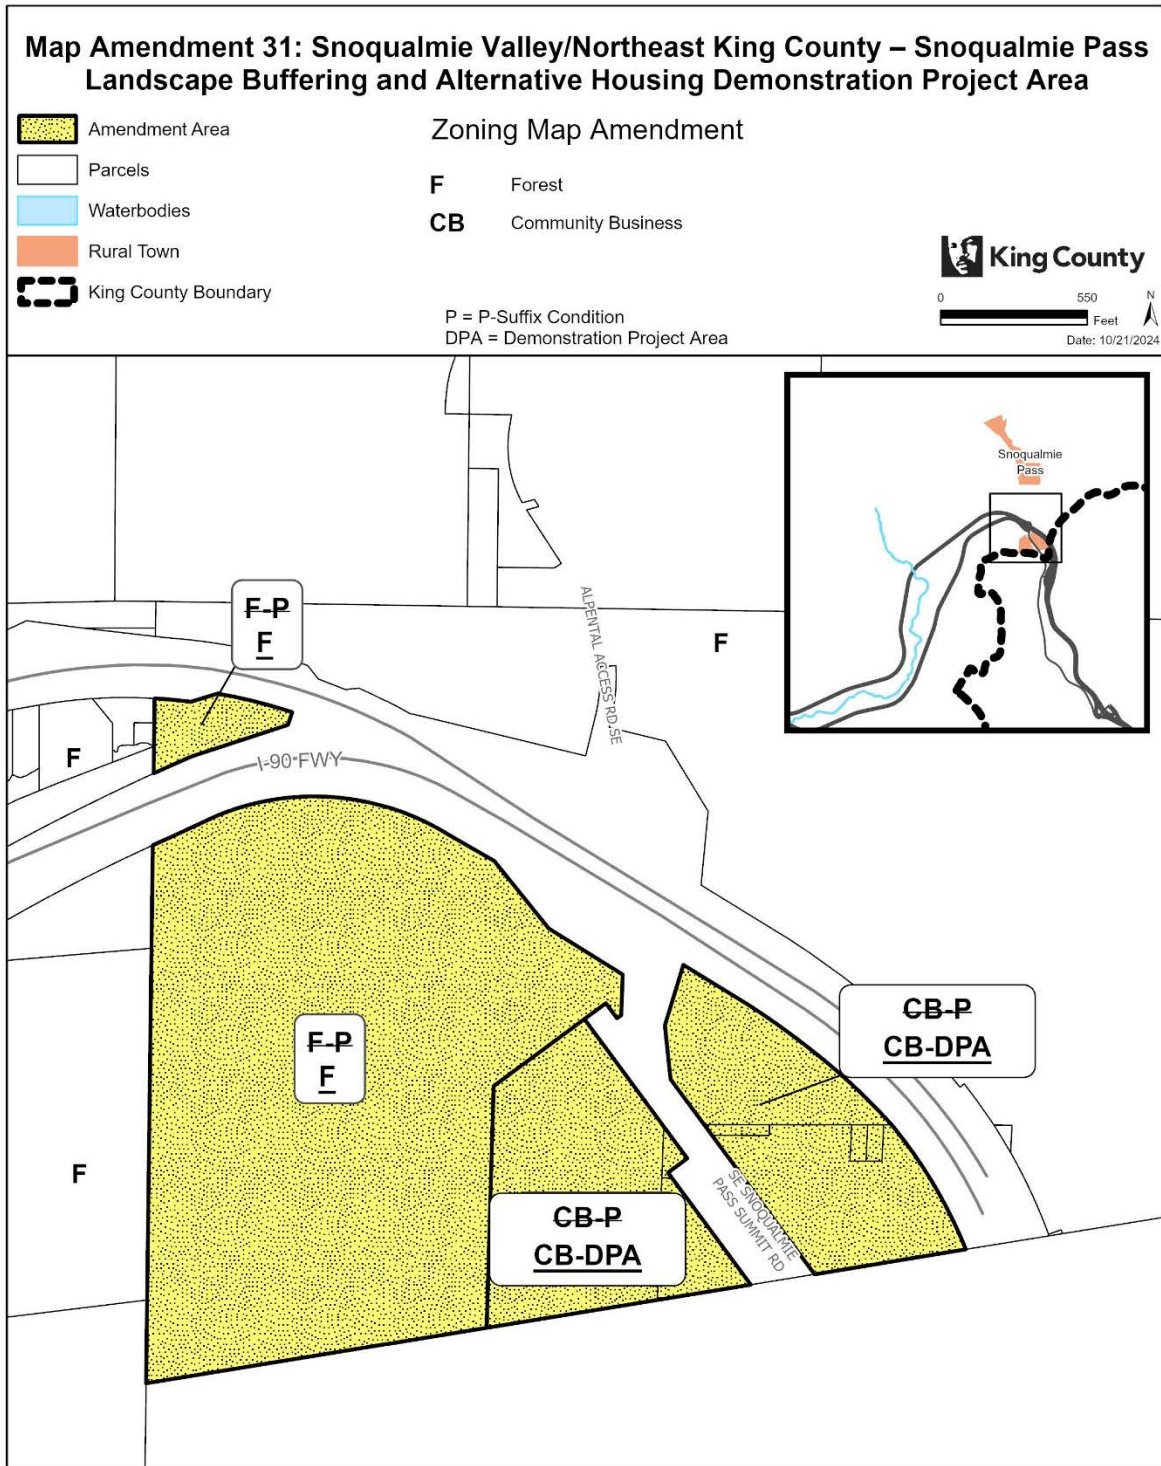 Map Amendment 31: Snoqualmie Valley/Northeast King County – Snoqualmie Pass
Landscape Buffering and Alternative Housing Demonstration Project Area
Amendment Area
Parcels
Waterbodies
Rural Town
King County Boundary
Zoning Map Amendment
F Forest
CB Community Business
P = P-Suffix Condition
DPA = Demonstration Project Area
King County
0 550
Feet
N
Date: 10/21/2024
Snoqualmie
Pass
F-P
F
ALPENTAL ACCESS RD SE
F
F
I-90 FWY
CB-P
CB-DPA
F-P
F
F
SE SNOQUALMIE
PASS SUMMIT RD
CB-P
CB-DPA